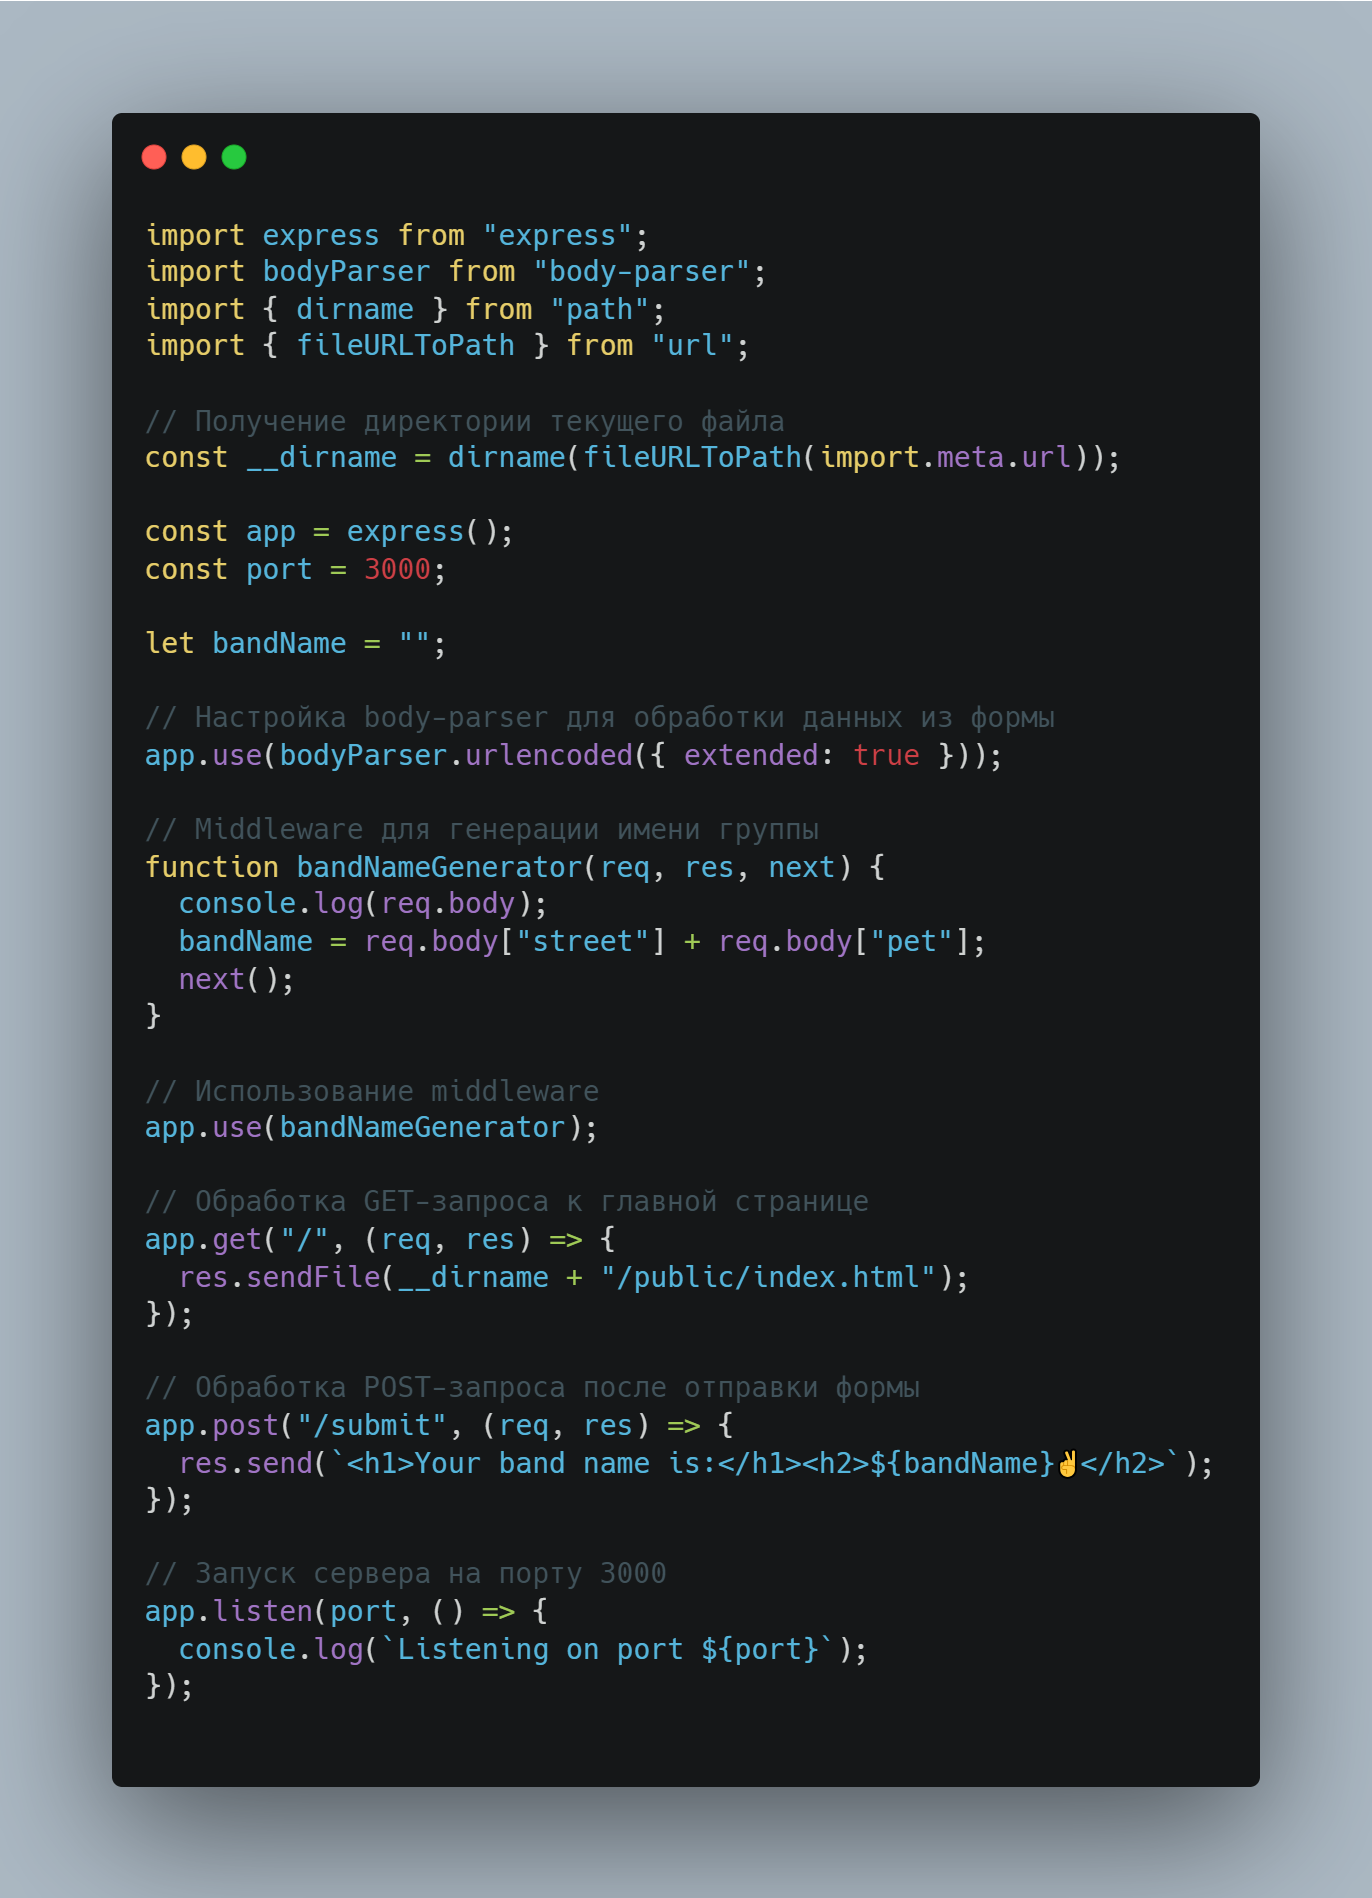 import express from "express";
import bodyParser from "body-parser";
import { dirname } from "path";
import { fileURLToPath } from "url";
// Получение директории текущего файла
const __dirname = dirname(fileURLToPath(import.meta.url));
const app = express();
const port = 3000;
let bandName = "";
// Настройка body-parser для обработки данных из формы
app.use(bodyParser.urlencoded({ extended: true }));
// Middleware для генерации имени группы
function bandNameGenerator(req, res, next) {
  console.log(req.body);
  bandName = req.body["street"] + req.body["pet"];
  next();
}
// Использование middleware
app.use(bandNameGenerator);
// Обработка GET-запроса к главной странице
app.get("/", (req, res) => {
  res.sendFile(__dirname + "/public/index.html");
});
// Обработка POST-запроса после отправки формы
app.post("/submit", (req, res) => {
  res.send(`<h1>Your band name is:</h1><h2>${bandName}✌️</h2>`);
});
// Запуск сервера на порту 3000
app.listen(port, () => {
  console.log(`Listening on port ${port}`);
});